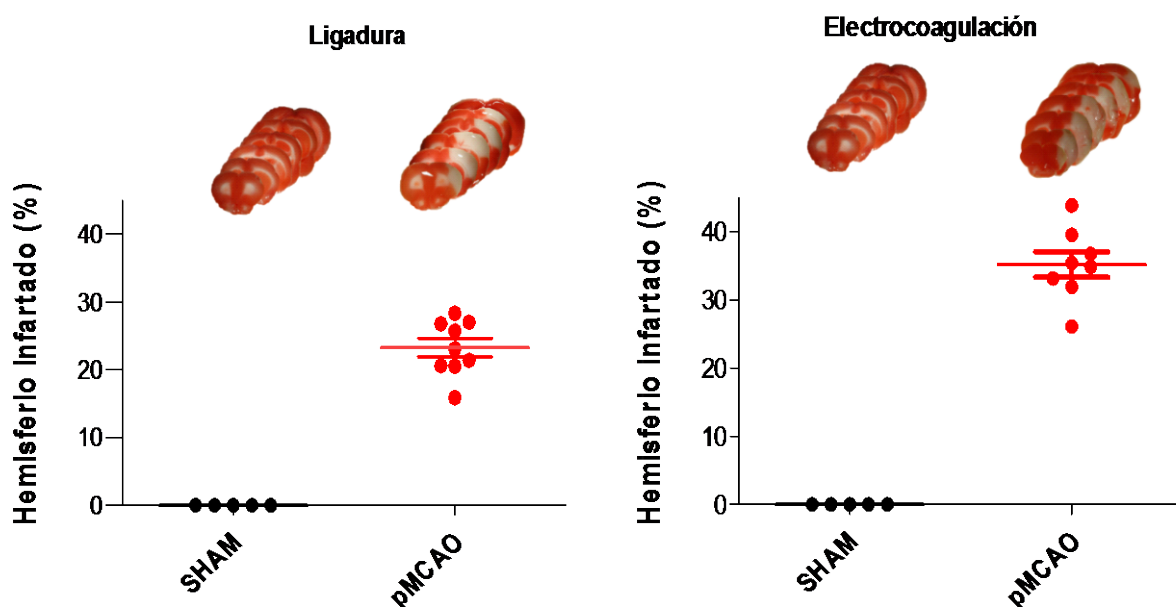 Ligadura
Hemisferio Infartado (%)
40
30
20
10
0
SHAM
pMCAO
Electrocoagulación
Hemisferio Infartado (%)
40
30
20
10
0
SHAM
pMCAO